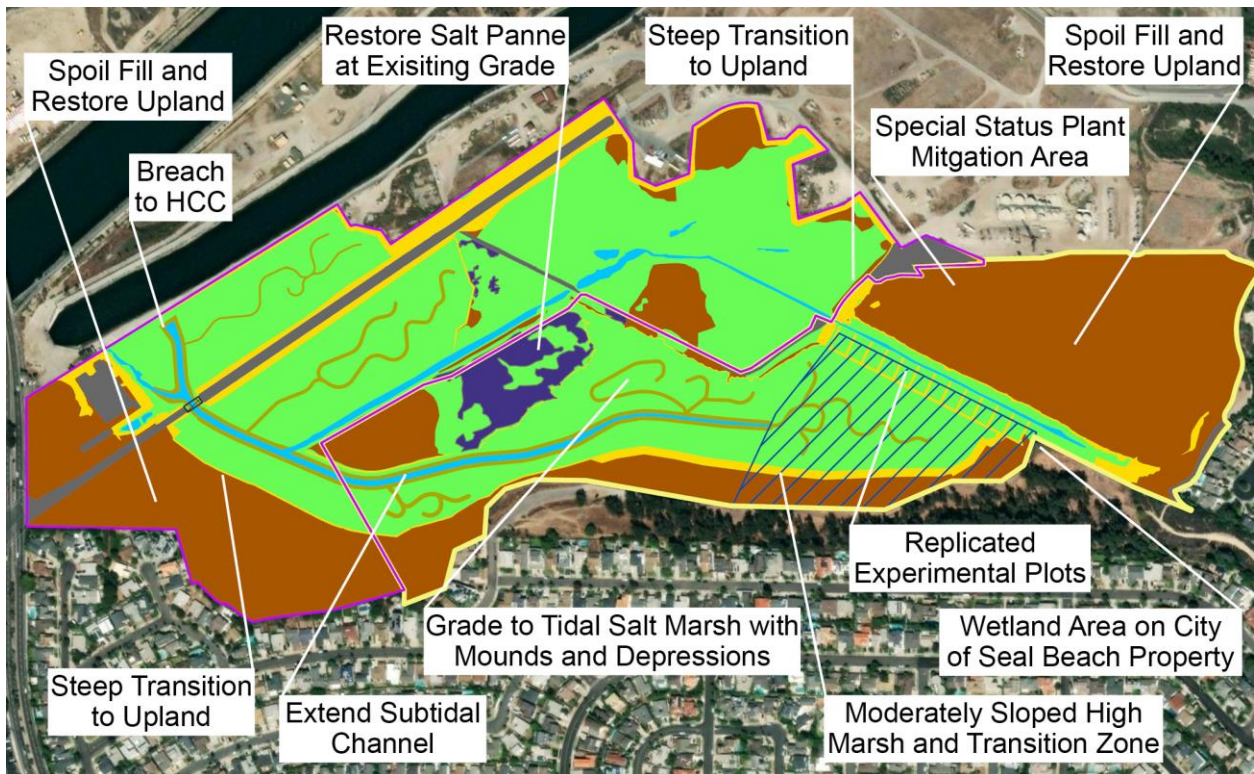 Spoil Fill and
Restore Upland
Restore Salt Panne
at Exisiting Grade
Steep Transition
to Upland
Spoil Fill and
Restore Upland
Breach
to HCC
Special Status Plant
Mitgation Area
Replicated
Experimental Plots
Grade to Tidal Salt Marsh with
Mounds and Depressions
Wetland Area on City
of Seal Beach Property
Steep Transition
to Upland
Extend Subtidal
Channel
Moderately Sloped High
Marsh and Transition Zone